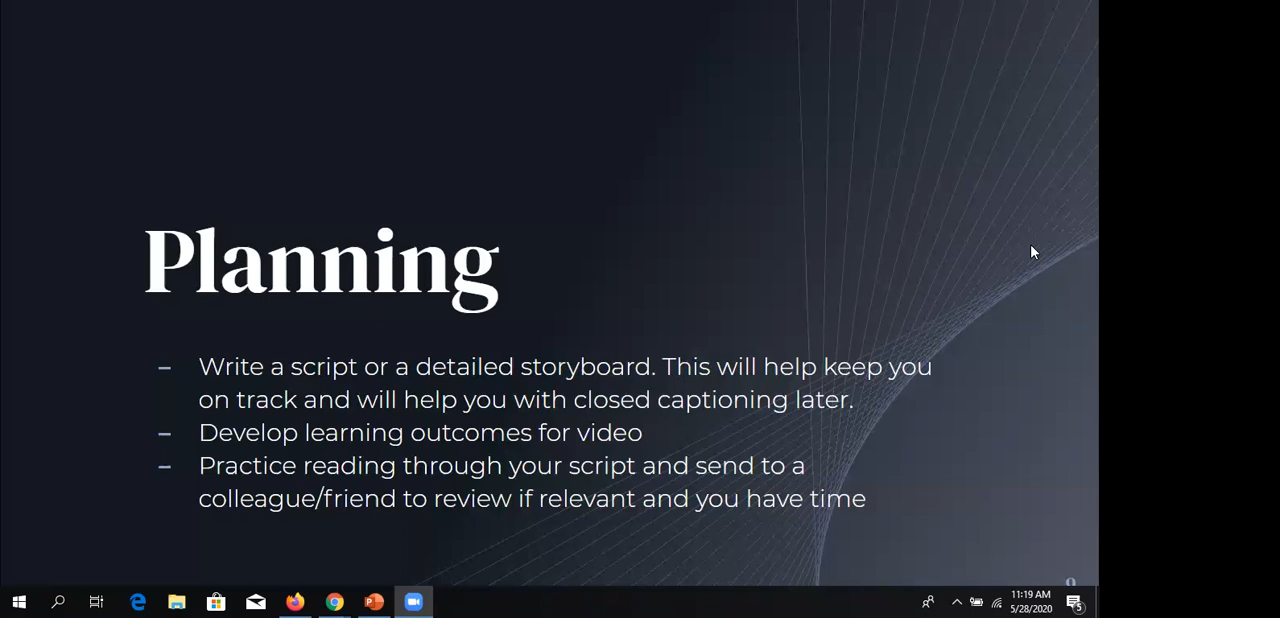 Planning
– Write a script or a detailed storyboard. This will help keep you
on track and will help you with closed captioning later.
– Develop learning outcomes for video
– Practice reading through your script and send to a
colleague/friend to review if relevant and you have time
11:19 AM
5/28/2020
5